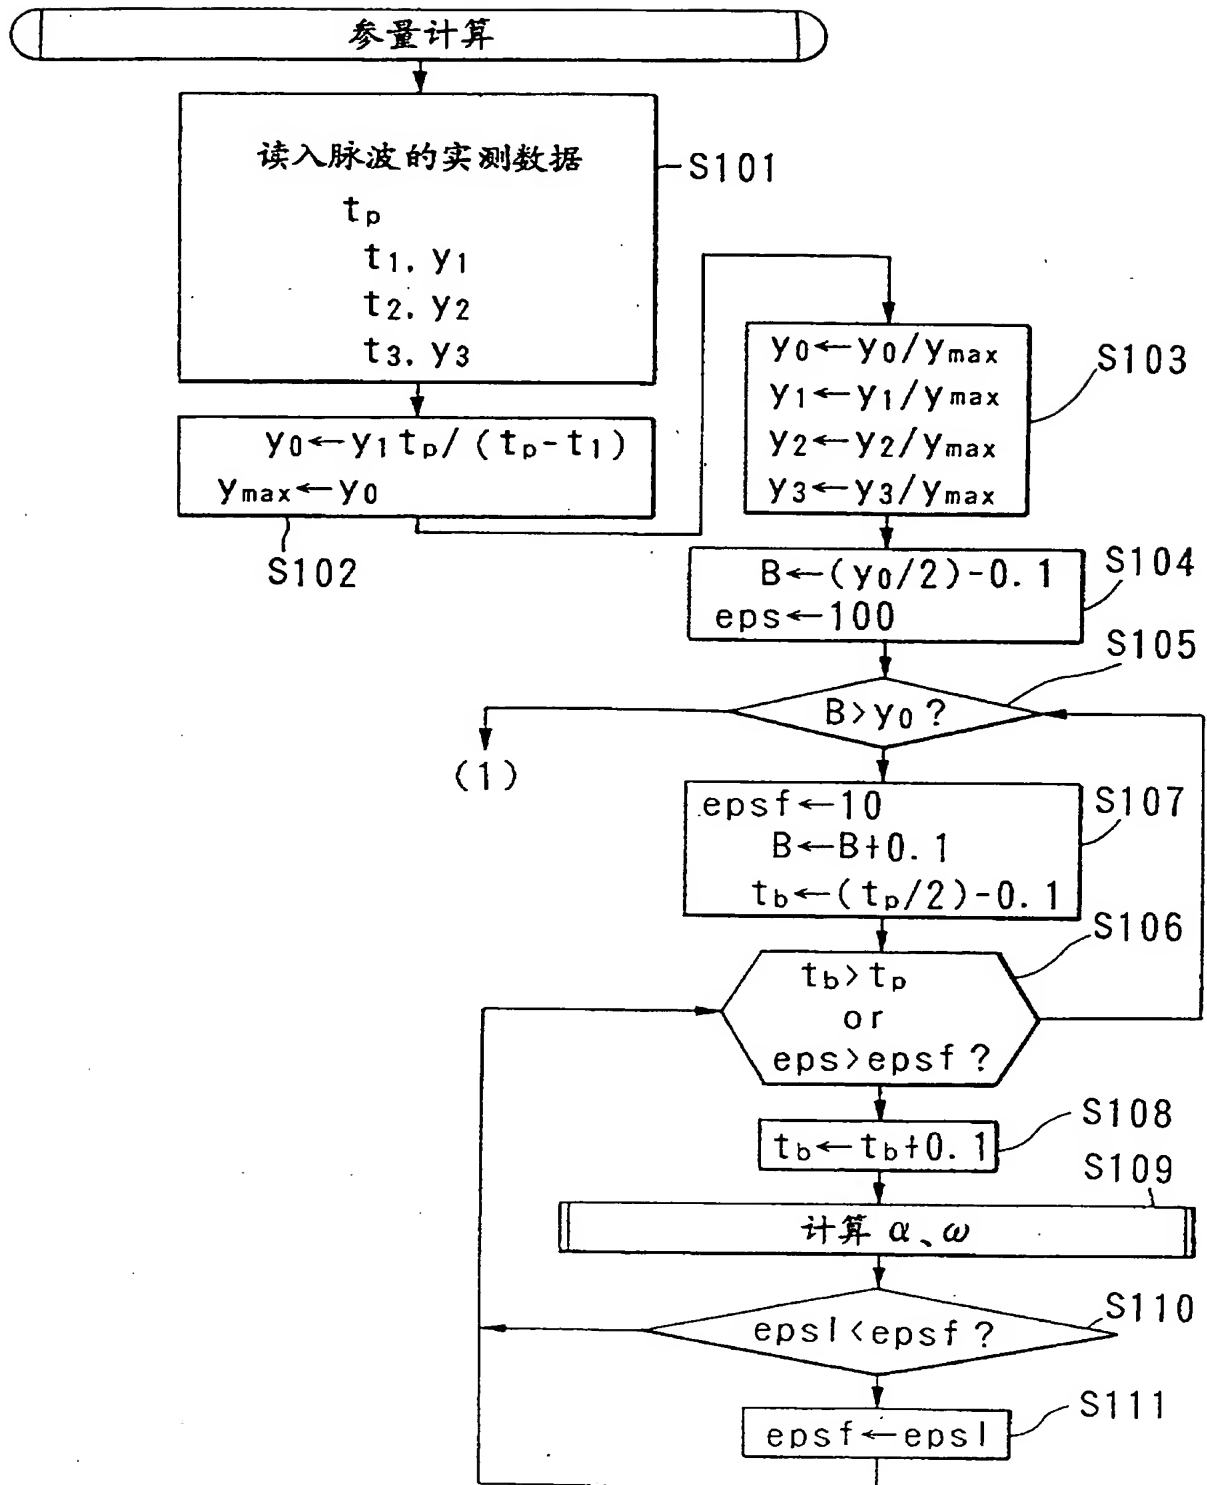 参量计算
读入脉波的实测数据
tp
t1, y1
t2, y2
t3, y3
S101
y0←y1tp/(tp-t1)
ymax←y0
S102
y0←y0/ymax
y1←y1/ymax
y2←y2/ymax
y3←y3/ymax
S103
B←(y0/2)-0.1
eps←100
S104
S105
B>y0?
(1)
epsf←10
B←B+0.1
tb←(tp/2)-0.1
S107
S106
tb>tp
or
eps>epsf?
tb←tb+0.1
S108
S109
计算 α、ω
epsl<epsf?
S110
epsf←epsl
S111